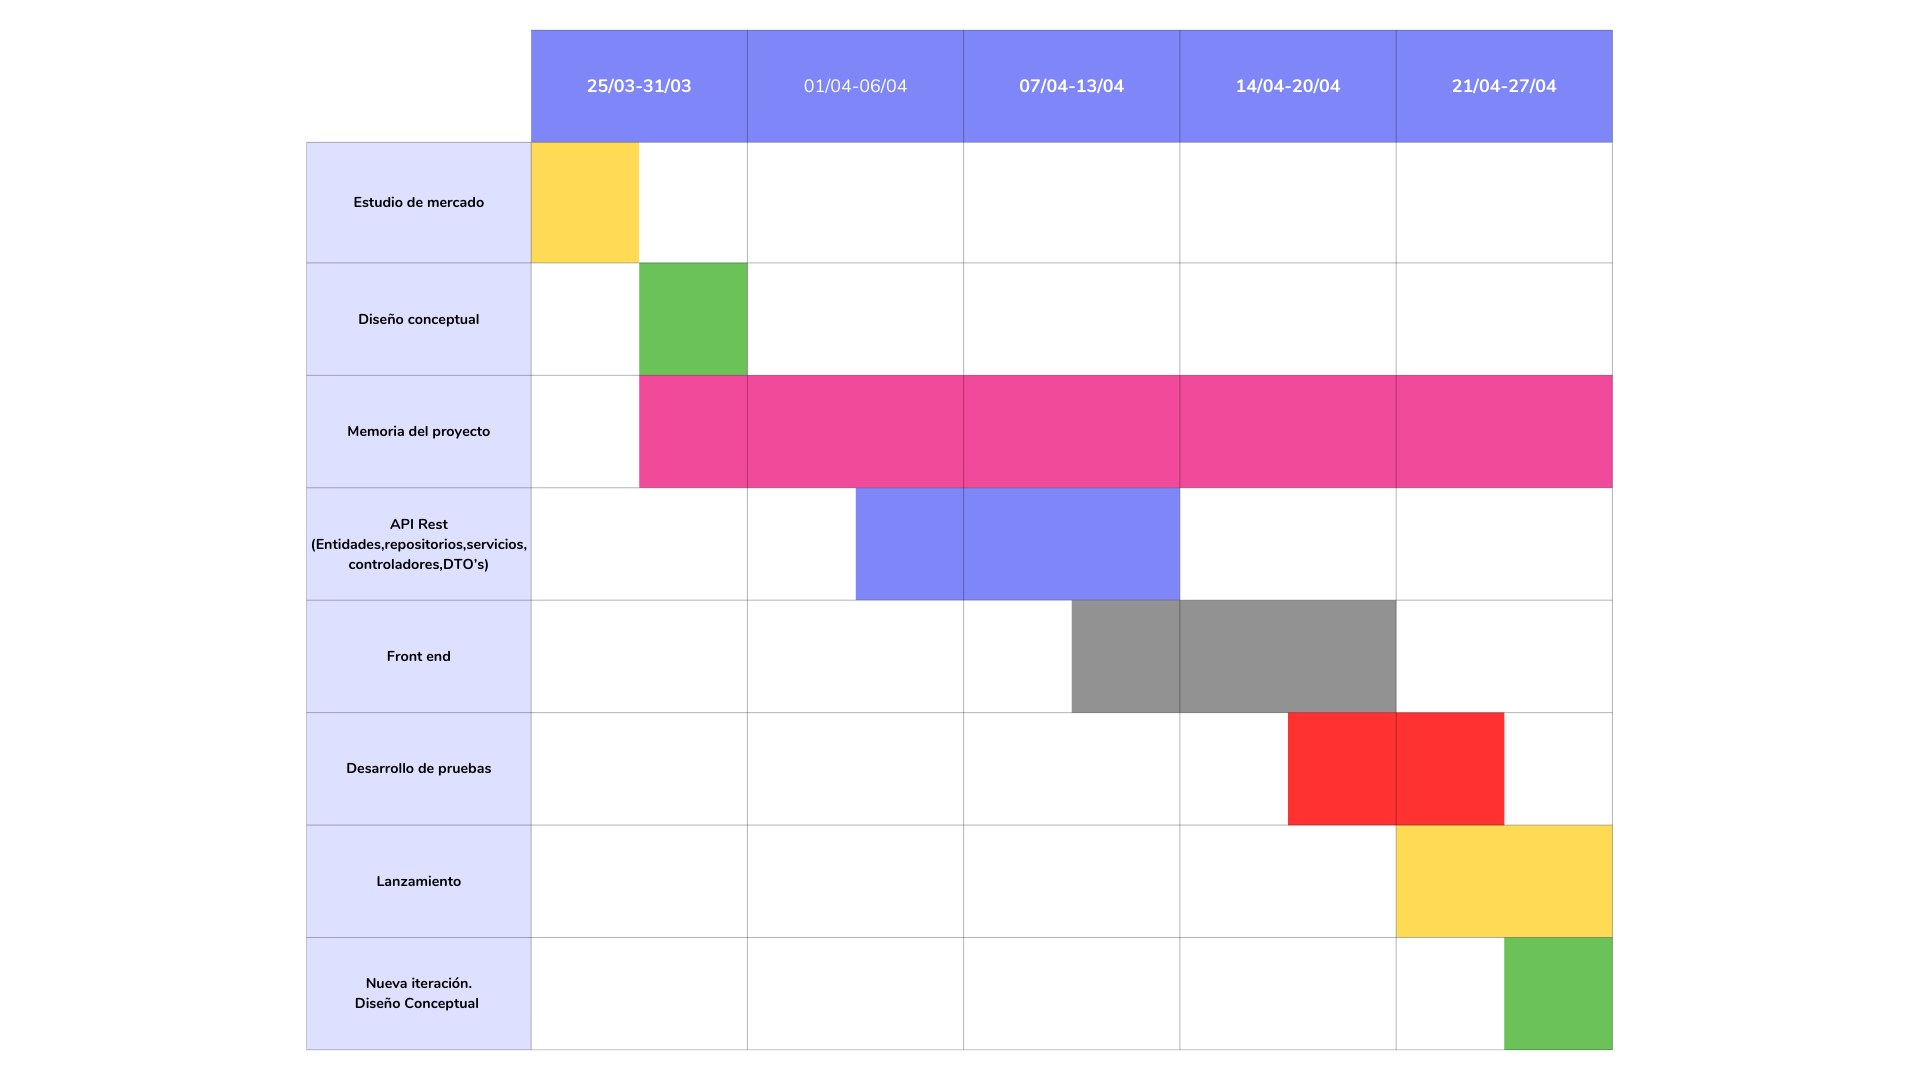 25/03-31/03
01/04-06/04
07/04-13/04
14/04-20/04
21/04-27/04
Estudio de mercado
Diseño conceptual
Memoria del proyecto
API Rest
(Entidades,repositorios,servicios,
controladores,DTO's)
Front end
Desarrollo de pruebas
Lanzamiento
Nueva iteración.
Diseño Conceptual